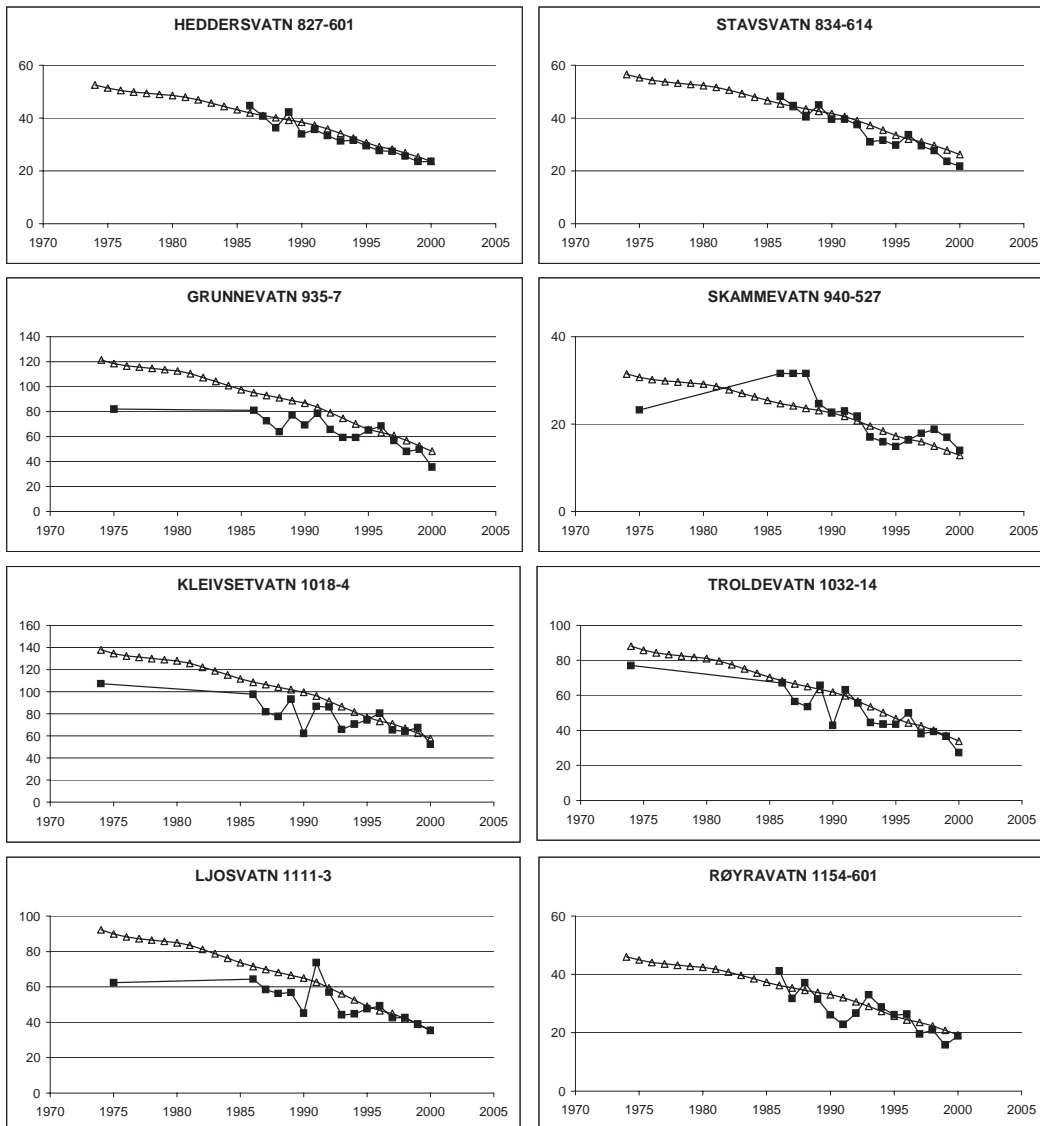 HEDDERSVATN 827-601
60
40
20
0
1970 1975 1980 1985 1990 1995 2000 2005
STAVSVATN 834-614
60
40
20
0
1970 1975 1980 1985 1990 1995 2000 2005
GRUNNEVATN 935-7
140
120
100
80
60
40
20
0
1970 1975 1980 1985 1990 1995 2000 2005
SKAMMEVATN 940-527
40
20
0
1970 1975 1980 1985 1990 1995 2000 2005
KLEIVSETVATN 1018-4
160
140
120
100
80
60
40
20
0
1970 1975 1980 1985 1990 1995 2000 2005
TROLDEVATN 1032-14
100
80
60
40
20
0
1970 1975 1980 1985 1990 1995 2000 2005
LJOSVATN 1111-3
100
80
60
40
20
0
1970 1975 1980 1985 1990 1995 2000 2005
RØYRAVATN 1154-601
60
40
20
0
1970 1975 1980 1985 1990 1995 2000 2005